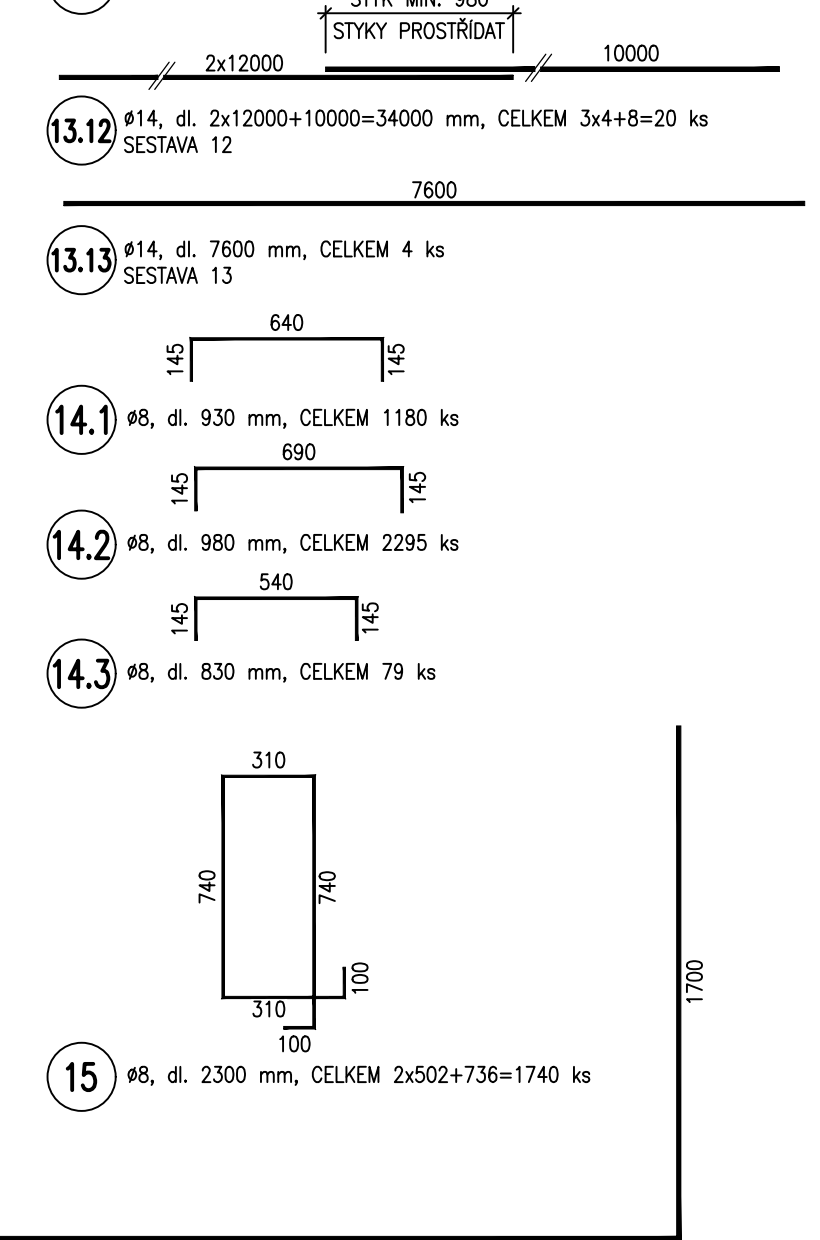 STYK MIN. 980
STYKY PROSTŘÍDAT
2x12000
10000
13.12
ø14, dl. 2x12000+10000=34000 mm, CELKEM 3x4+8=20 ks
SESTAVA 12
7600
13.13
ø14, dl. 7600 mm, CELKEM 4 ks
SESTAVA 13
640
145
145
14.1
ø8, dl. 930 mm, CELKEM 1180 ks
690
145
145
14.2
ø8, dl. 980 mm, CELKEM 2295 ks
540
145
145
14.3
ø8, dl. 830 mm, CELKEM 79 ks
310
740
740
100
310
100
1700
15
ø8, dl. 2300 mm, CELKEM 2x502+736=1740 ks